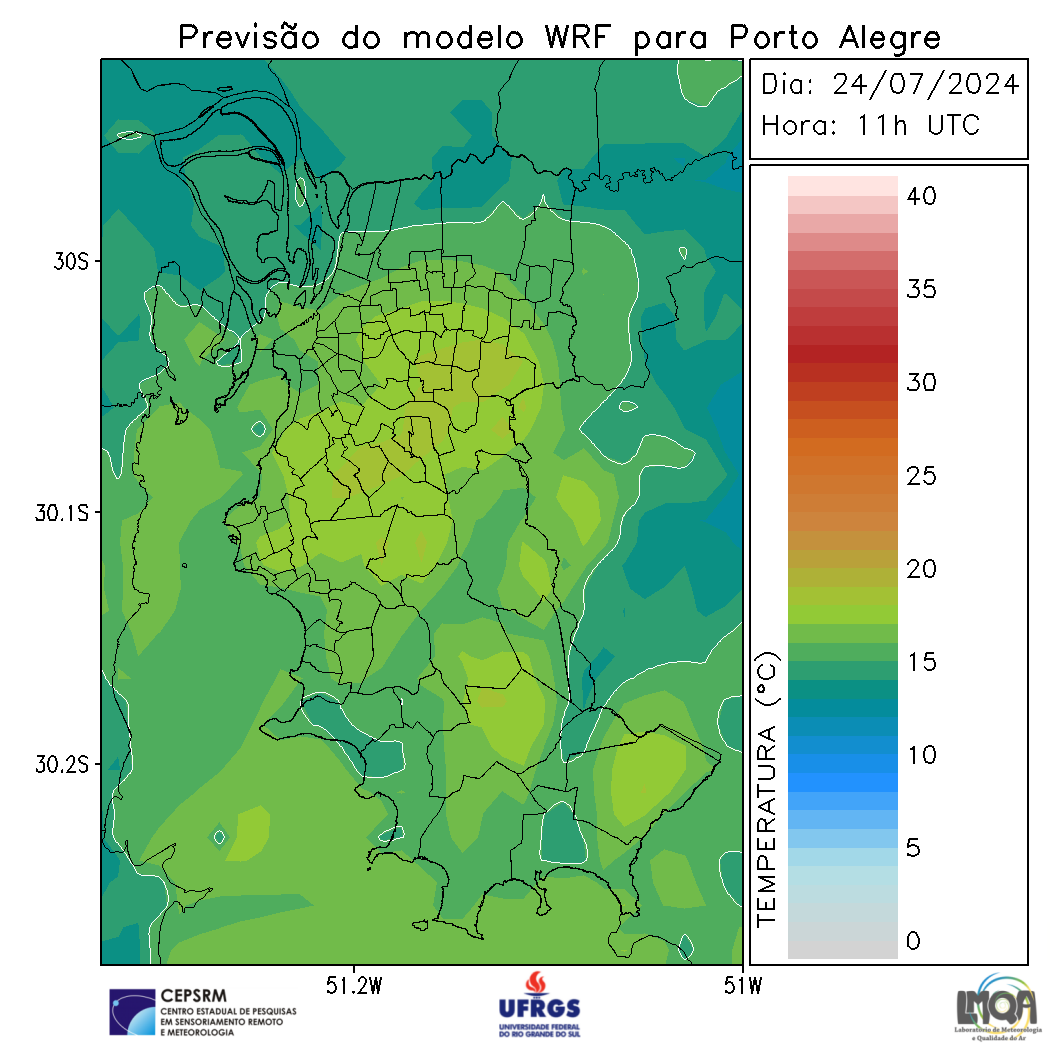 Previsão do modelo WRF para Porto Alegre
Dia: 24/07/2024
Hora: 11h UTC
40
35
30
25
20
15
10
5
0
TEMPERATURA (°C)
30S
30.1S
30.2S
51.2W
51W
CEPSRM
CENTRO ESTADUAL DE PESQUISAS
EM SENSORIAMENTO REMOTO
E METEOROLOGIA
UFRGS
UNIVERSIDADE FEDERAL
DO RIO GRANDE DO SUL
LMQA
Laboratório de Meteorologia
e Qualidade do Ar